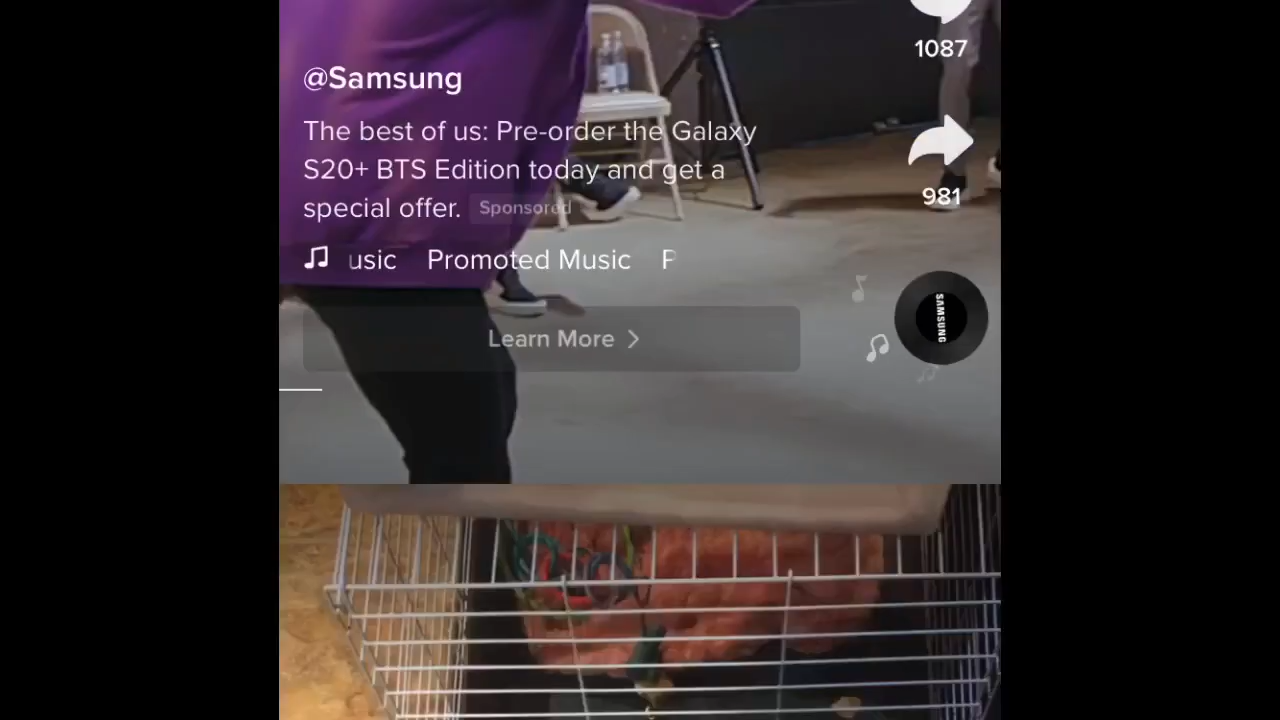 1087
@Samsung
The best of us: Pre-order the Galaxy
S20+ BTS Edition today and get a
special offer. Sponsored
981
usic Promoted Music P
SAMSUNG
Learn More >